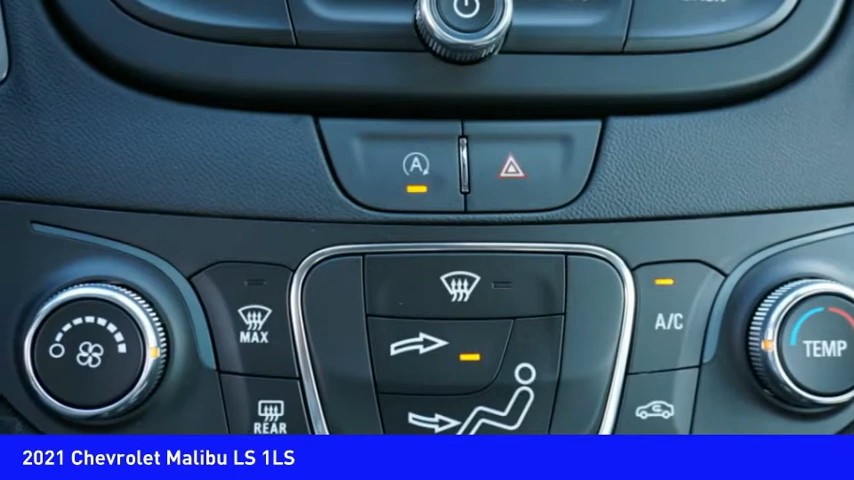 A
MAX
A/C
TEMP
REAR
2021 Chevrolet Malibu LS 1LS